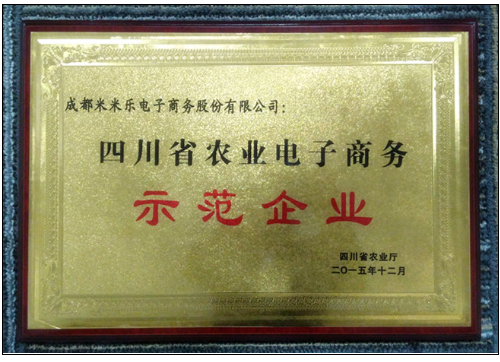 成都米米乐电子商务股份有限公司：
四川省农业电子商务
示范企业
四川省农业厅
二〇一五年十二月